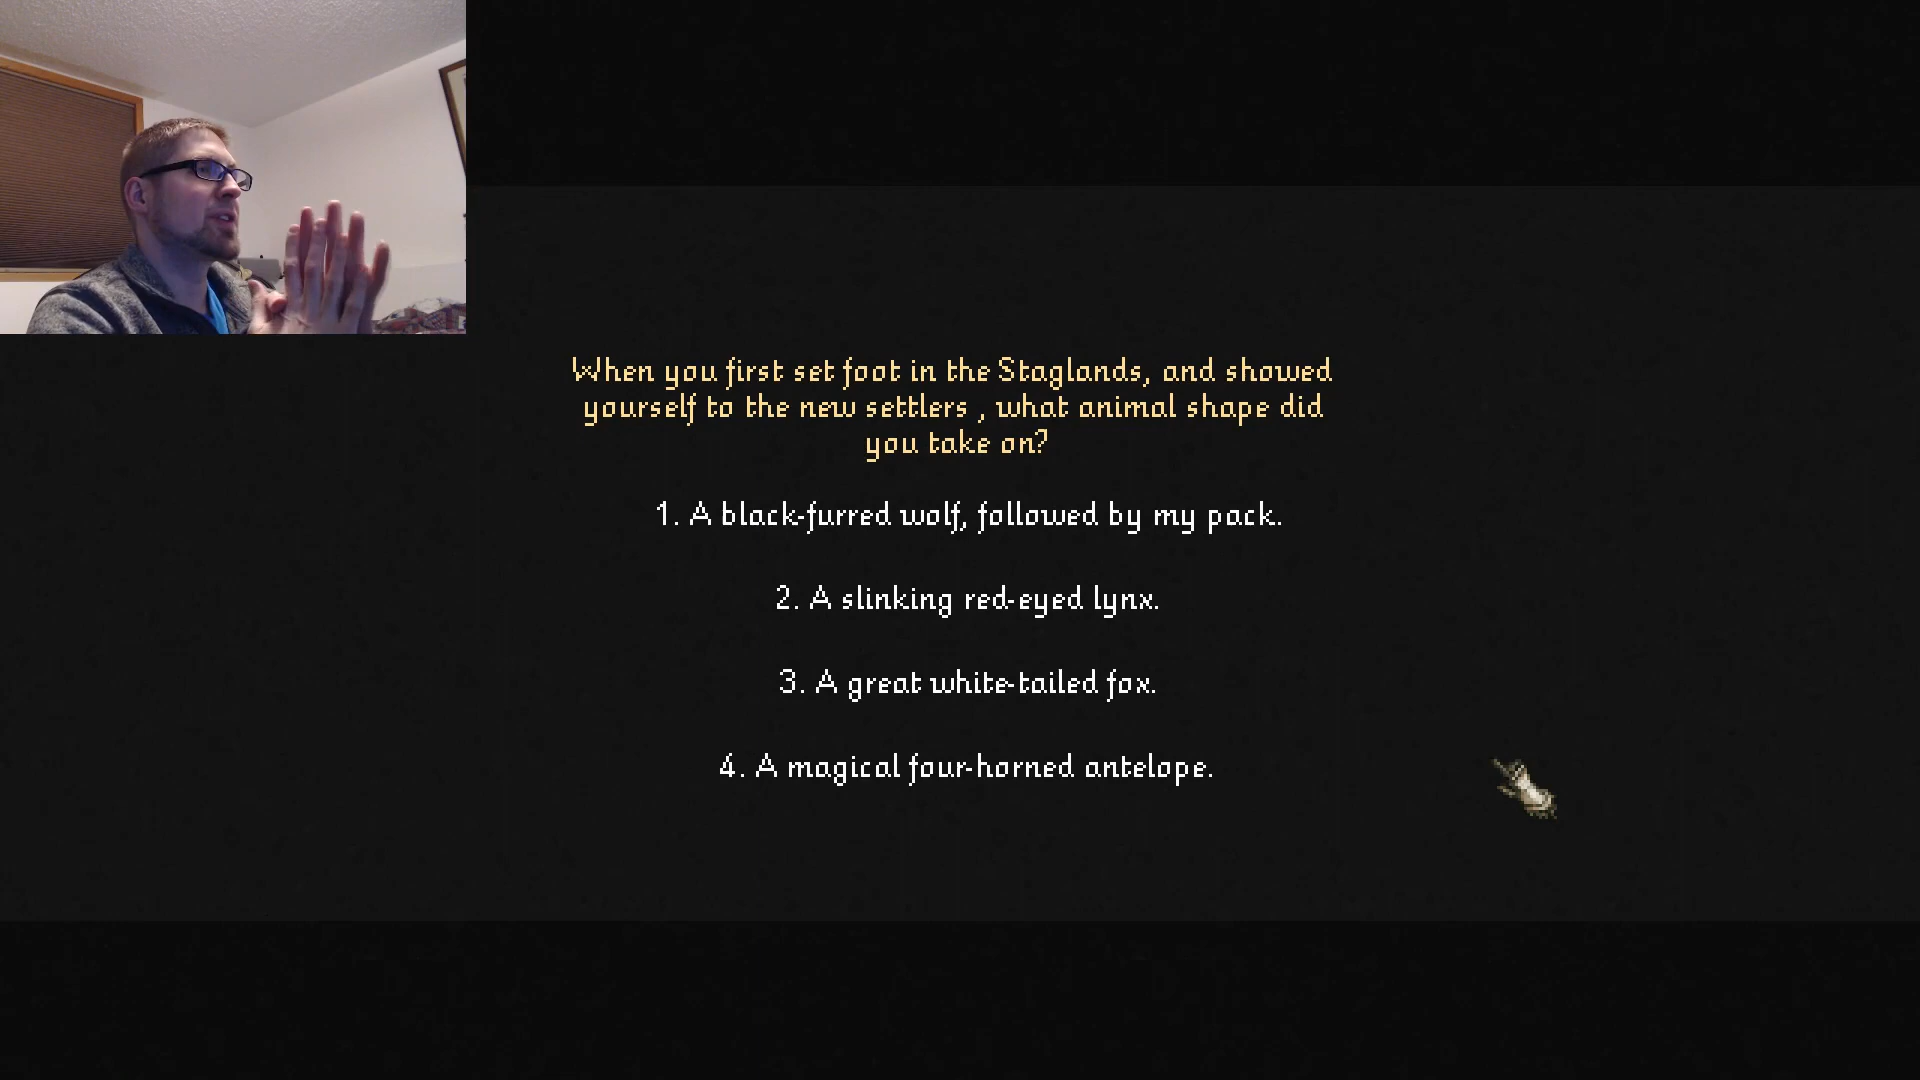 When you first set foot in the Staglands, and showed
yourself to the new settlers , what animal shape did
you take on?
1. A black-furred wolf, followed by my pack.
2. A slinking red-eyed lynx.
3. A great white-tailed fox.
4. A magical four-horned antelope.